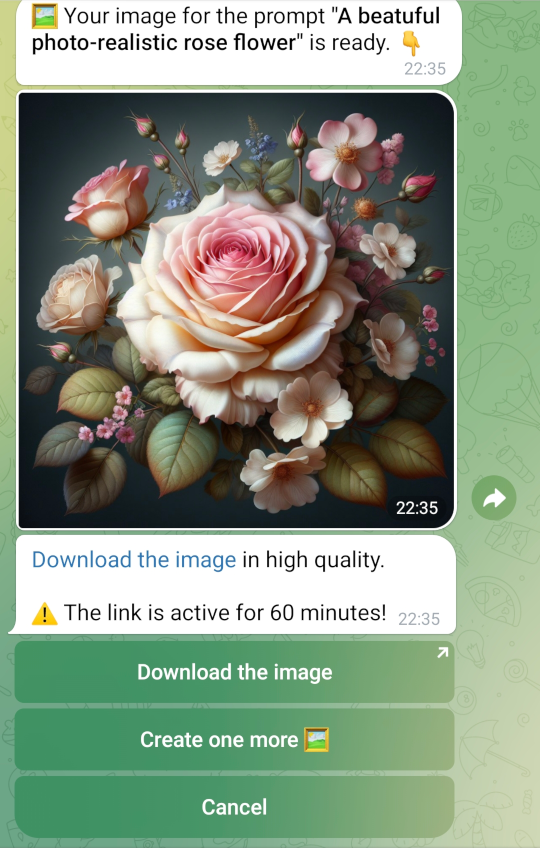 🖼️ Your image for the prompt "A beatuful
photo-realistic rose flower" is ready. 👇
22:35
22:35
Download the image in high quality.
⚠️ The link is active for 60 minutes! 22:35
Download the image
Create one more 🖼️
Cancel